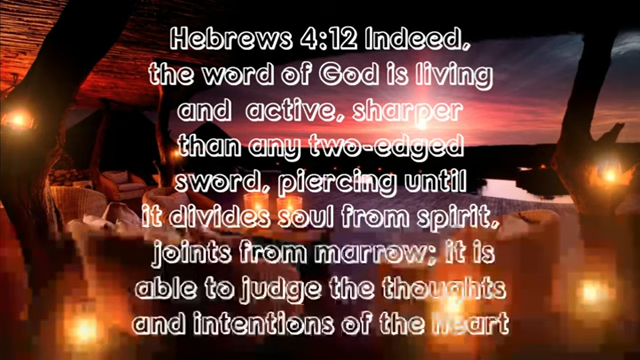 Hebrews 4:12 Indeed,
the word of God is living
and active, sharper
than any two-edged
sword, piercing until
it divides soul from spirit,
joints from marrow; it is
able to judge the thoughts
and intentions of the heart